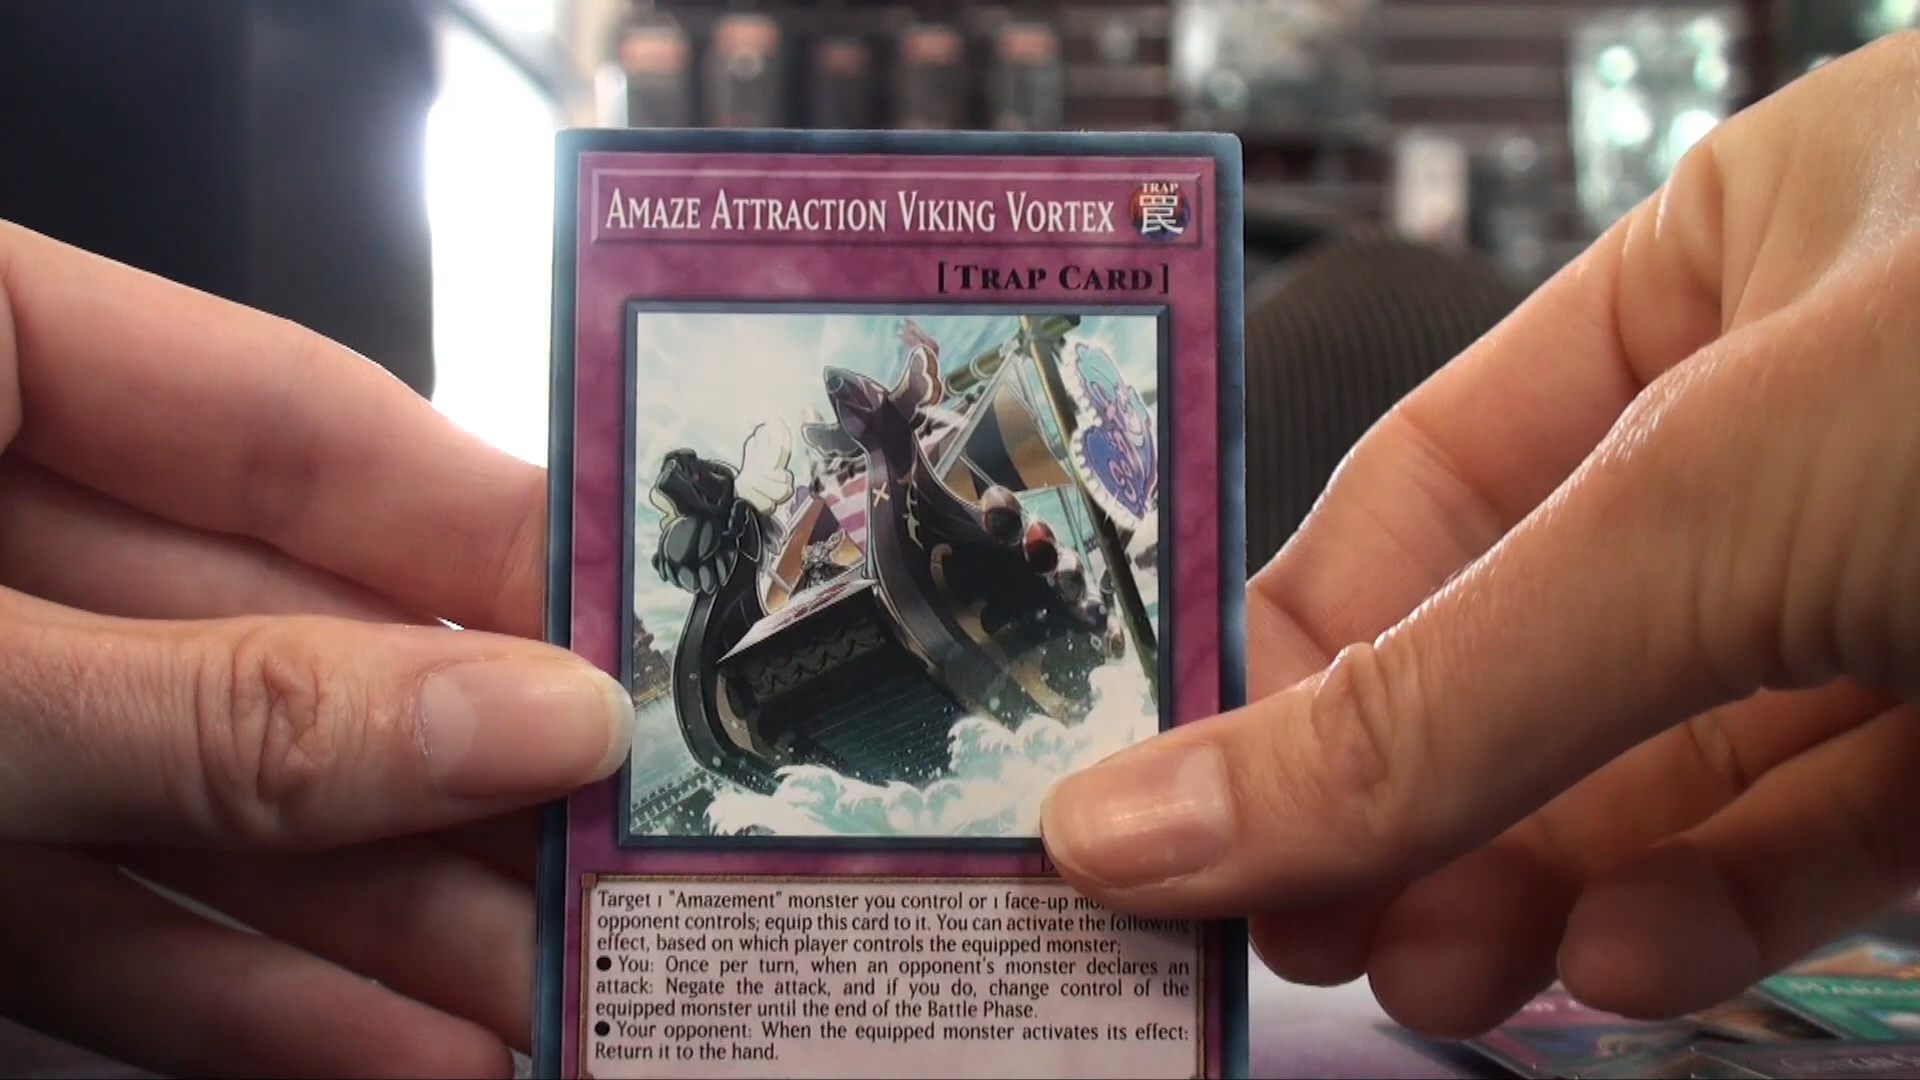 Amaze Attraction Viking Vortex
TRAP
罠
[Trap Card]
Target 1 "Amazement" monster you control or 1 face-up
opponent controls; equip this card to it. You can activate the following
effect, based on which player controls the equipped monster;
● You: Once per turn, when an opponent's monster declares an
attack: Negate the attack, and if you do, change control of the
equipped monster until the end of the Battle Phase.
● Your opponent: When the equipped monster activates its effect:
Return it to the hand.